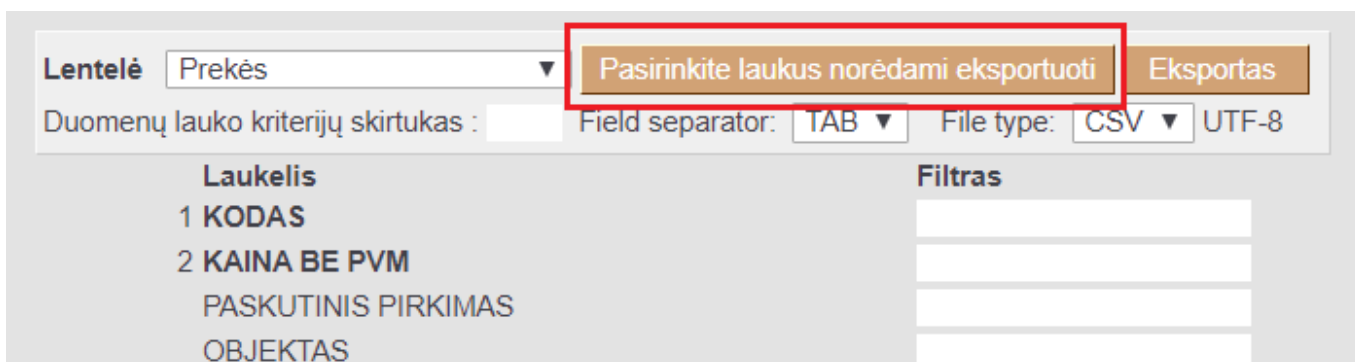 Lentelė Prekės ▼ Pasirinkite laukus norėdami eksportuoti Eksportas
Duomenų lauko kriterijų skirtukas : Field separator: TAB ▼ File type: CSV ▼ UTF-8
Laukelis Filtras
1 KODAS
2 KAINA BE PVM
PASKUTINIS PIRKIMAS
OBJEKTAS